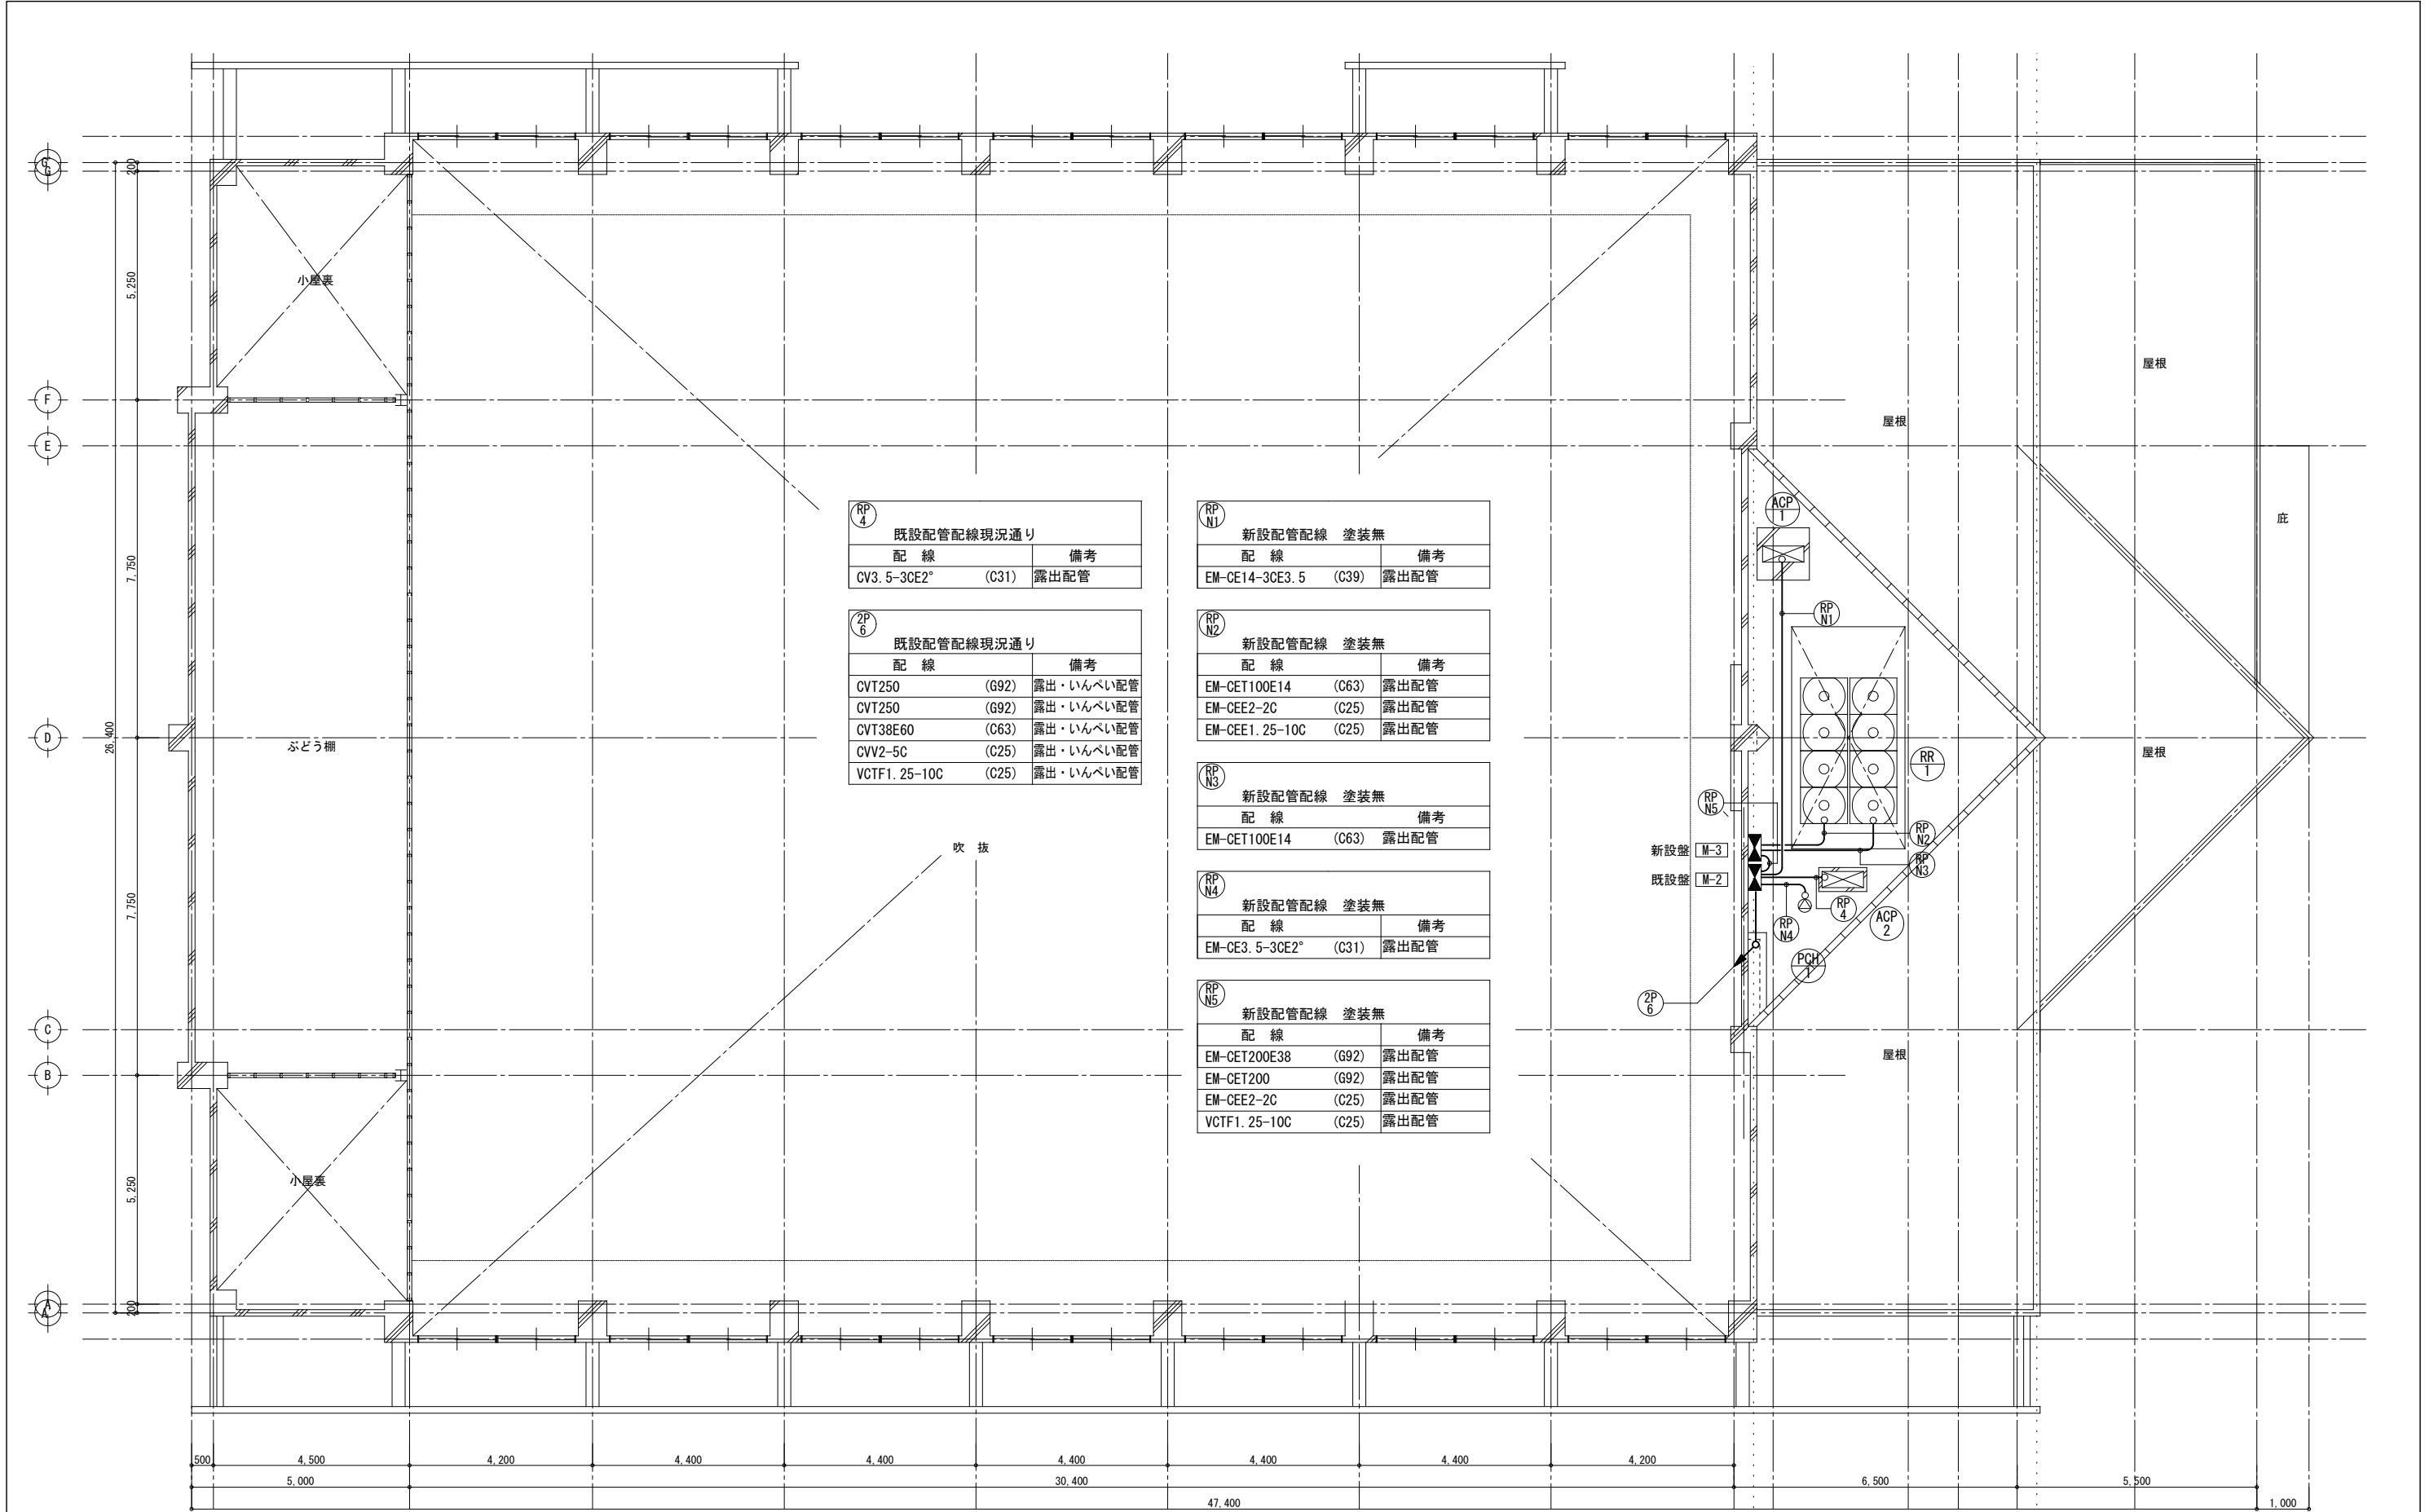 G
G
200
小屋裏
5,250
屋根
F
屋根
E
RP
4
既設配管配線現況通り
配 線 備考
CV3.5-3CE2° (C31) 露出配管
RP
N1
新設配管配線 塗装無
配 線 備考
EM-CE14-3CE3.5 (C39) 露出配管
ACP
1
庇
7,750
RP
N1
2P
6
既設配管配線現況通り
配 線 備考
CVT250 (G92) 露出・いんぺい配管
CVT250 (G92) 露出・いんぺい配管
CVT38E60 (C63) 露出・いんぺい配管
CVV2-5C (C25) 露出・いんぺい配管
VCTF1.25-10C (C25) 露出・いんぺい配管
RP
N2
新設配管配線 塗装無
配 線 備考
EM-CET100E14 (C63) 露出配管
EM-CEE2-2C (C25) 露出配管
EM-CEE1.25-10C (C25) 露出配管
26,400
D
ぶどう棚
屋根
RR
1
RP
N3
新設配管配線 塗装無
配 線 備考
EM-CET100E14 (C63) 露出配管
RP
N5
RP
N2
吹 抜
新設盤 M-3
RP
N3
既設盤 M-2
7,750
RP
N4
新設配管配線 塗装無
配 線 備考
EM-CE3.5-3CE2° (C31) 露出配管
RP
4
ACP
2
RP
N4
PCH
1
2P
6
RP
N5
新設配管配線 塗装無
配 線 備考
EM-CET200E38 (G92) 露出配管
EM-CET200 (G92) 露出配管
EM-CEE2-2C (C25) 露出配管
VCTF1.25-10C (C25) 露出配管
C
屋根
B
5,250
小屋裏
A
200
A
500 4,500 4,200 4,400 4,400 4,400 4,400 4,400 4,200
5,000 30,400 6,500 5,500
47,400 1,000